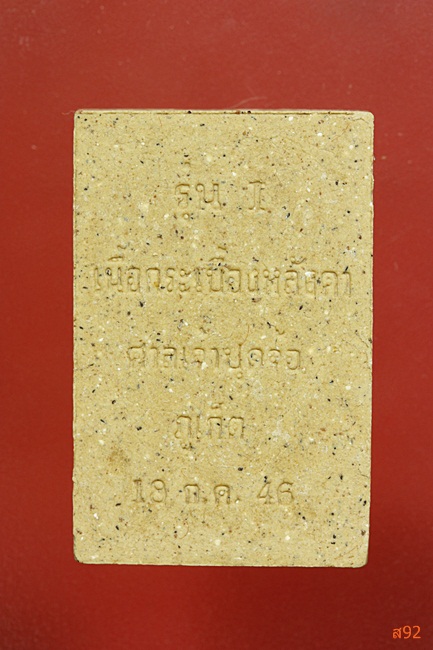 รุ่น 1
เนื้อกระเบื้องหลังคา
ศาลเจ้าปุดจ้อ
ภูเก็ต
18 ก.ค. 46
ส92